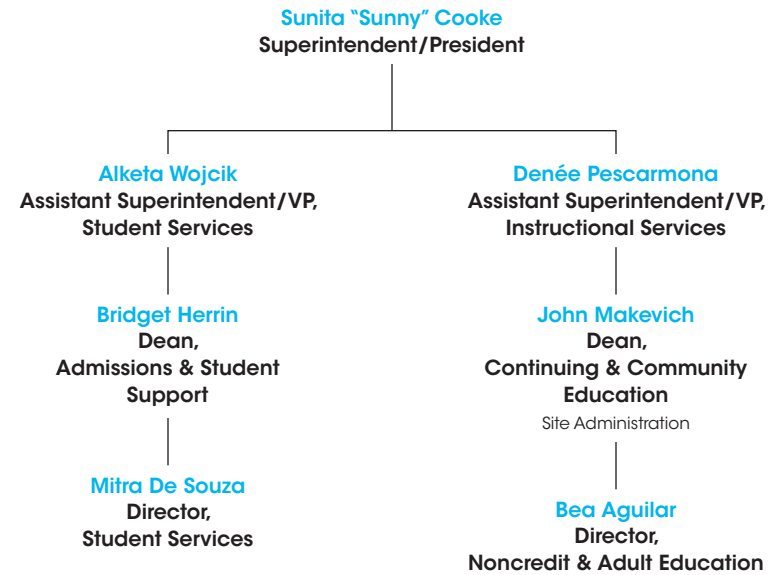 Sunita “Sunny” Cooke
Superintendent/President
Alketa Wojcik
Assistant Superintendent/VP,
Student Services
Denée Pescarmona
Assistant Superintendent/VP,
Instructional Services
Bridget Herrin
Dean,
Admissions & Student
Support
John Makevich
Dean,
Continuing & Community
Education
Site Administration
Mitra De Souza
Director,
Student Services
Bea Aguilar
Director,
Noncredit & Adult Education